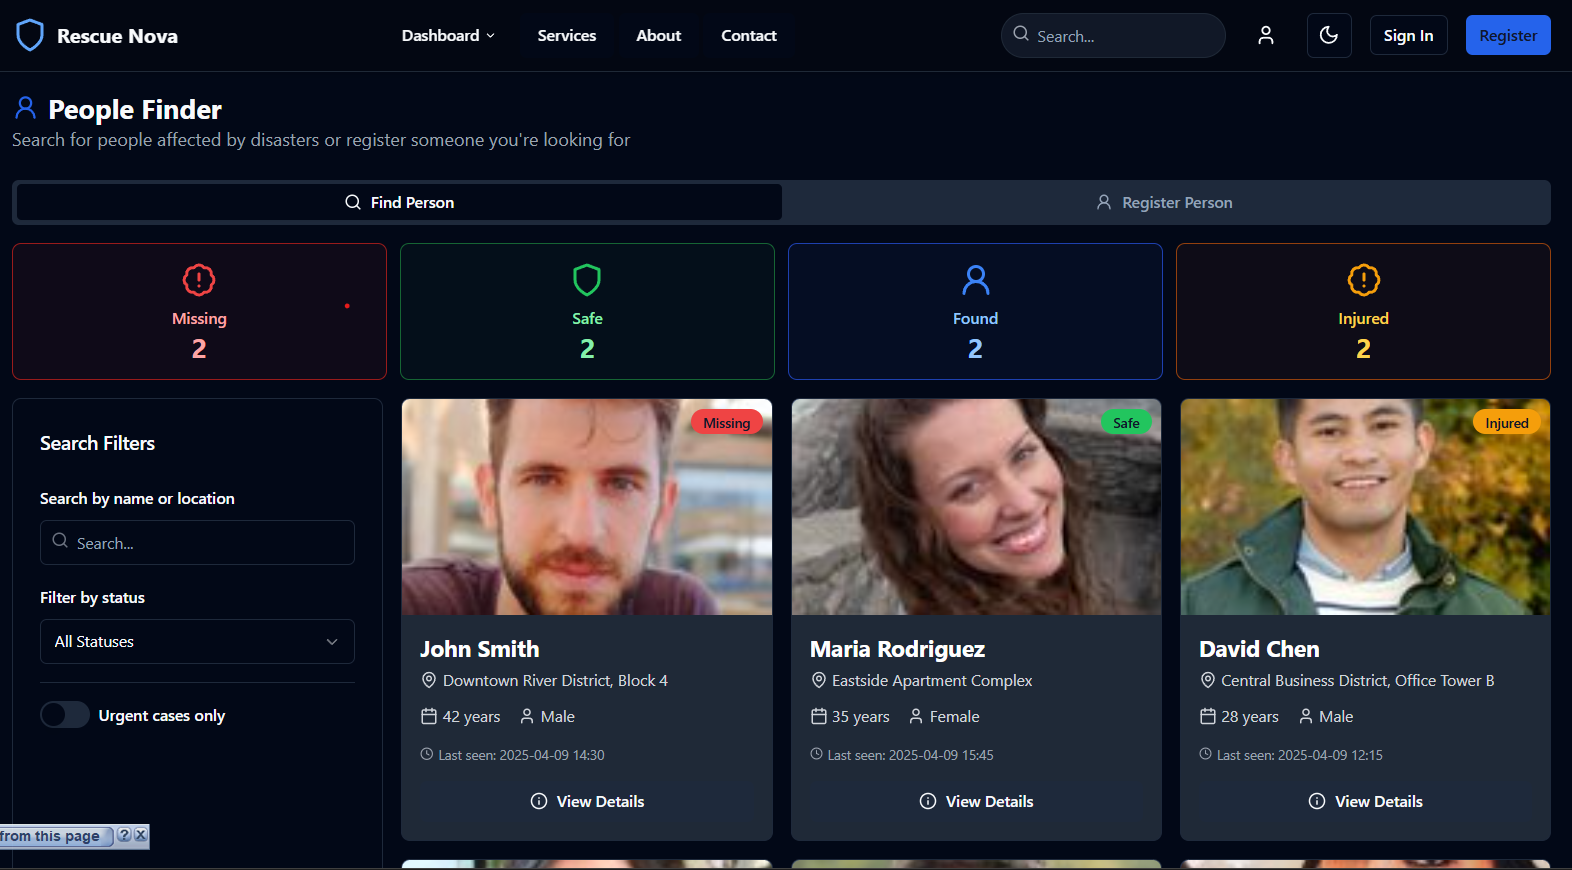 Rescue Nova
Dashboard Services About Contact
Search...
Sign In
Register
People Finder
Search for people affected by disasters or register someone you're looking for
Find Person
Register Person
Missing
2
Safe
2
Found
2
Injured
2
Search Filters
Search by name or location
Search...
Filter by status
All Statuses
Urgent cases only
Missing
John Smith
Downtown River District, Block 4
42 years Male
Last seen: 2025-04-09 14:30
View Details
Safe
Maria Rodriguez
Eastside Apartment Complex
35 years Female
Last seen: 2025-04-09 15:45
View Details
Injured
David Chen
Central Business District, Office Tower B
28 years Male
Last seen: 2025-04-09 12:15
View Details
from this page ? X